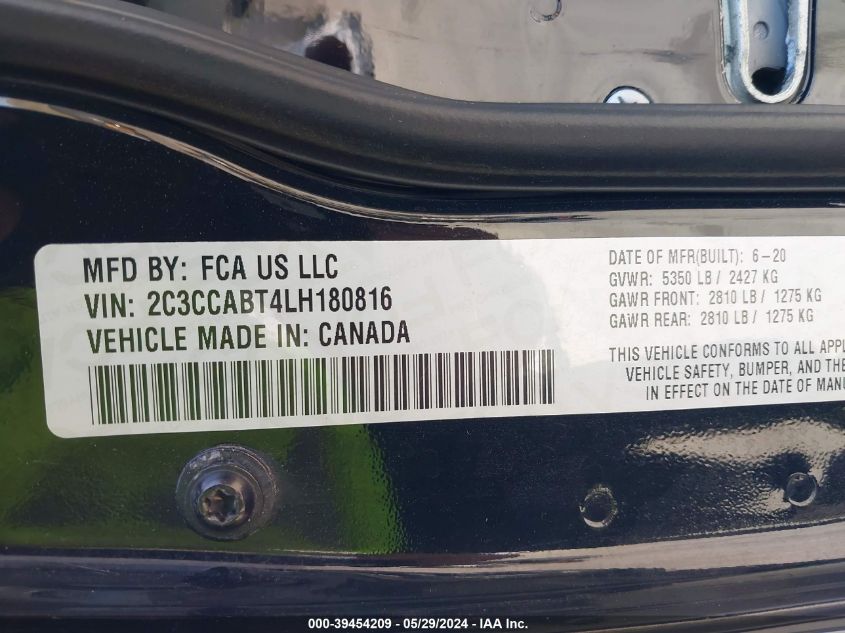 MFD BY: FCA US LLC
VIN: 2C3CCABT4LH180816
VEHICLE MADE IN: CANADA
DATE OF MFR(BUILT): 6-20
GVWR: 5350 LB / 2427 KG
GAWR FRONT: 2810 LB / 1275 KG
GAWR REAR: 2810 LB / 1275 KG
THIS VEHICLE CONFORMS TO ALL APPL
VEHICLE SAFETY, BUMPER, AND THE
IN EFFECT ON THE DATE OF MANU
000-39454209 - 05/29/2024 - IAA Inc.